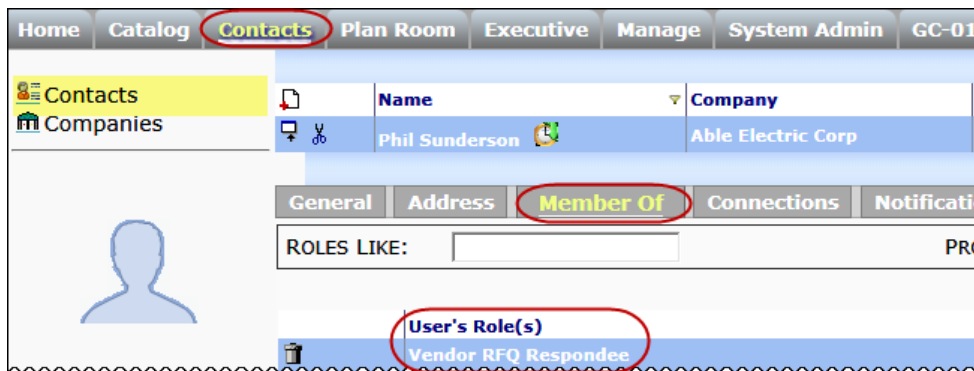 Home Catalog Contacts Plan Room Executive Manage System Admin GC-01
Contacts
Companies
Name Company
Phil Sunderson Able Electric Corp
General Address Member Of Connections Notificati
ROLES LIKE: PR
User's Role(s)
Vendor RFQ Respondee